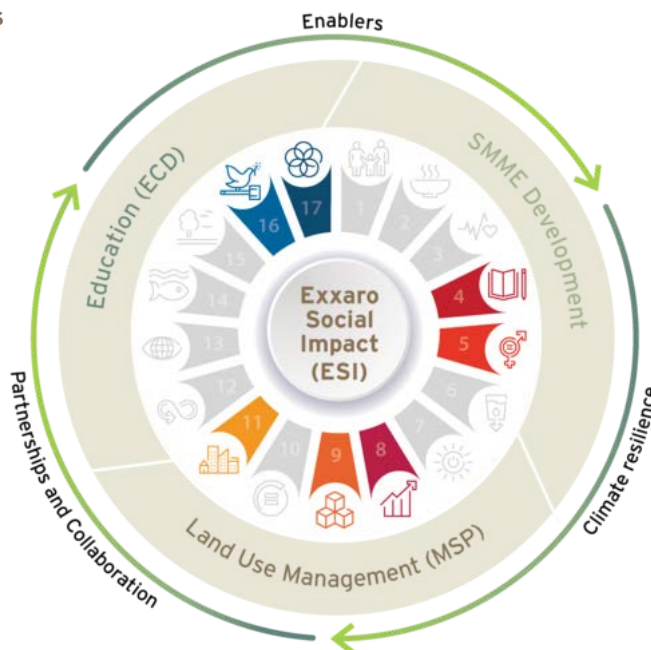 s
Enablers
Education (ECD)
SMME Development
16
17
1
2
3
15
4
14
5
13
6
12
7
11
10
9
8
Exxaro
Social
Impact
(ESI)
Land Use Management (MSP)
Partnerships and Collaboration
Climate resilience